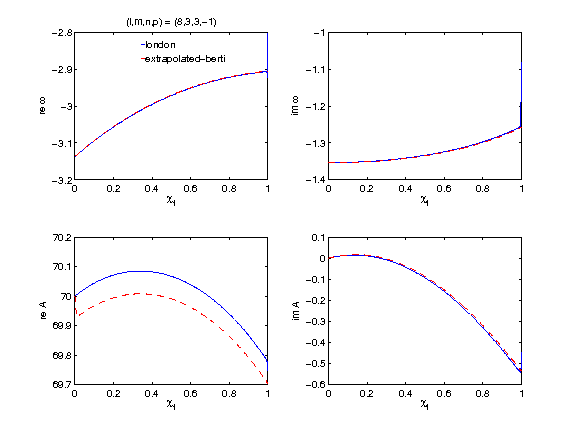 (l,m,n,p) = (8,3,3,−1)
london
extrapolated−berti
re ω
−2.8
−2.9
−3
−3.1
−3.2
0 0.2 0.4 0.6 0.8 1
χf
im ω
−1
−1.1
−1.2
−1.3
−1.4
0 0.2 0.4 0.6 0.8 1
χf
re A
70.2
70.1
70
69.9
69.8
69.7
0 0.2 0.4 0.6 0.8 1
χf
im A
0.1
0
−0.1
−0.2
−0.3
−0.4
−0.5
−0.6
0 0.2 0.4 0.6 0.8 1
χf